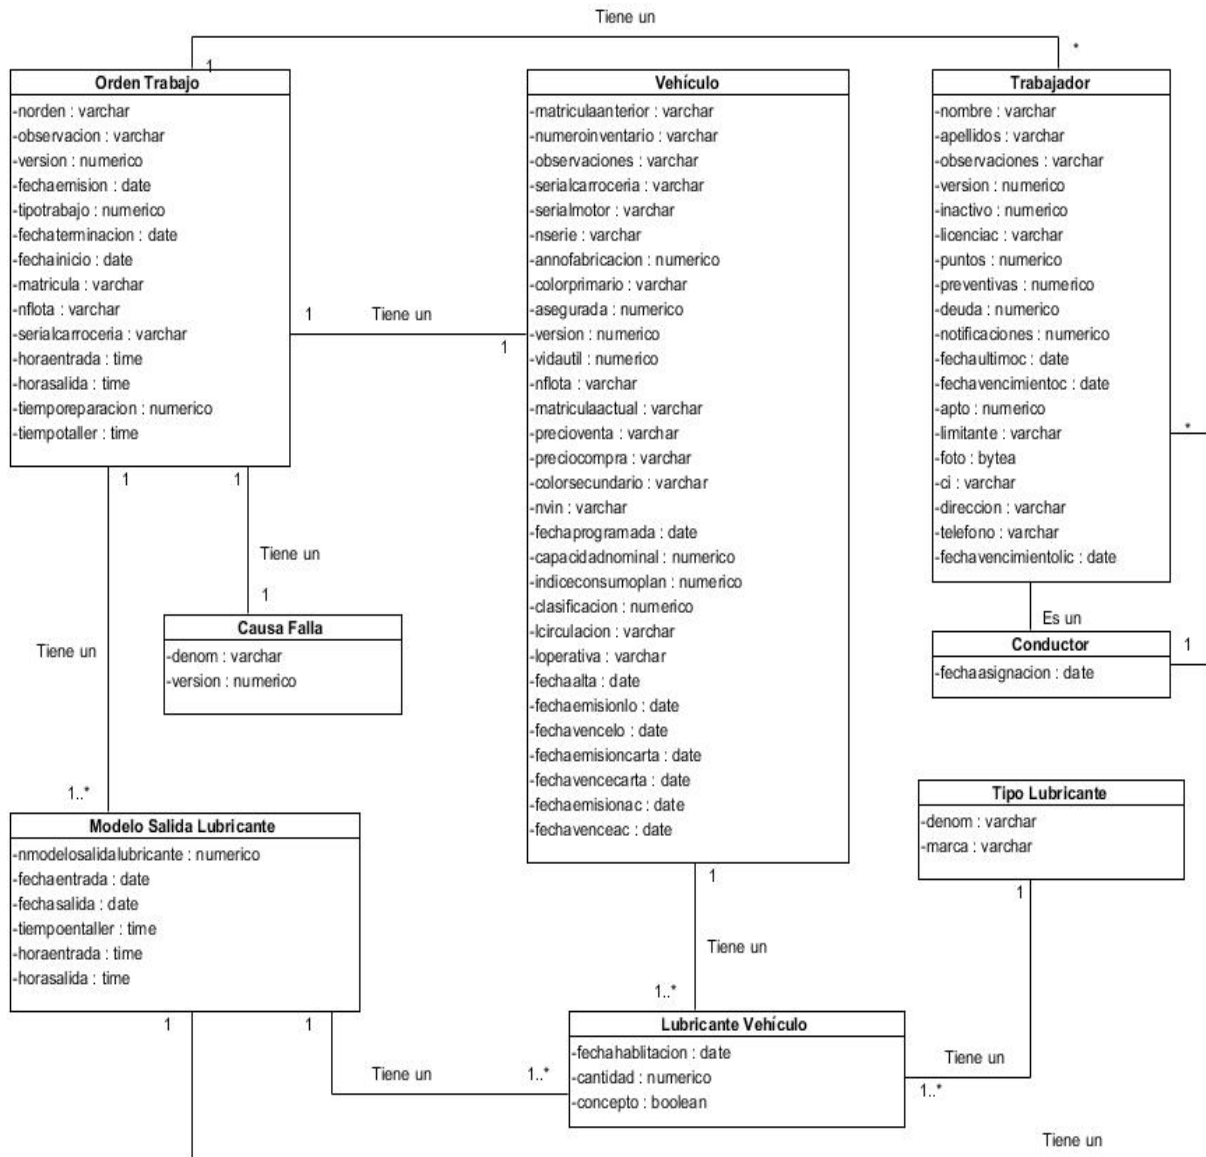 Tiene un
1
*
Orden Trabajo
-norden : varchar
-observacion : varchar
-version : numerico
-fechaemision : date
-tipotrabajo : numerico
-fechaterminacion : date
-fechainicio : date
-matricula : varchar
-nflota : varchar
-serialcarroceria : varchar
-horaentrada : time
-horasalida : time
-tiemporeparacion : numerico
-tiempotaller : time
1
Tiene un
1
Vehículo
-matriculaanterior : varchar
-numeroinventario : varchar
-observaciones : varchar
-serialcarroceria : varchar
-serialmotor : varchar
-nserie : varchar
-annofabricacion : numerico
-colorprimario : varchar
-asegurada : numerico
-version : numerico
-vidautil : numerico
-nflota : varchar
-matriculaactual : varchar
-precioventa : varchar
-preciocompra : varchar
-colorsecundario : varchar
-nvin : varchar
-fechaprogramada : date
-capacidadnominal : numerico
-indiceconsumoplan : numerico
-clasificacion : numerico
-lcirculacion : varchar
-loperativa : varchar
-fechaalta : date
-fechaemisionlo : date
-fechavencelo : date
-fechaemisioncarta : date
-fechavencecarta : date
-fechaemisionac : date
-fechavenceac : date
Trabajador
-nombre : varchar
-apellidos : varchar
-observaciones : varchar
-version : numerico
-inactivo : numerico
-licenciac : varchar
-puntos : numerico
-preventivas : numerico
-deuda : numerico
-notificaciones : numerico
-fechaultimoc : date
-fechavencimientoc : date
-apto : numerico
-limitante : varchar
-foto : bytea
-ci : varchar
-direccion : varchar
-telefono : varchar
-fechavencimientolic : date
*
Es un
Conductor
-fechaasignacion : date
1
1
1
Tiene un
1
Causa Falla
-denom : varchar
-version : numerico
Tiene un
1..*
Modelo Salida Lubricante
-nmodelosalidalubricante : numerico
-fechaentrada : date
-fechasalida : date
-tiempoentaller : time
-horaentrada : time
-horasalida : time
1
1
Tiene un
1..*
1
Tiene un
1..*
Lubricante Vehículo
-fechahablitacion : date
-cantidad : numerico
-concepto : boolean
Tipo Lubricante
-denom : varchar
-marca : varchar
1
Tiene un
1..*
Tiene un